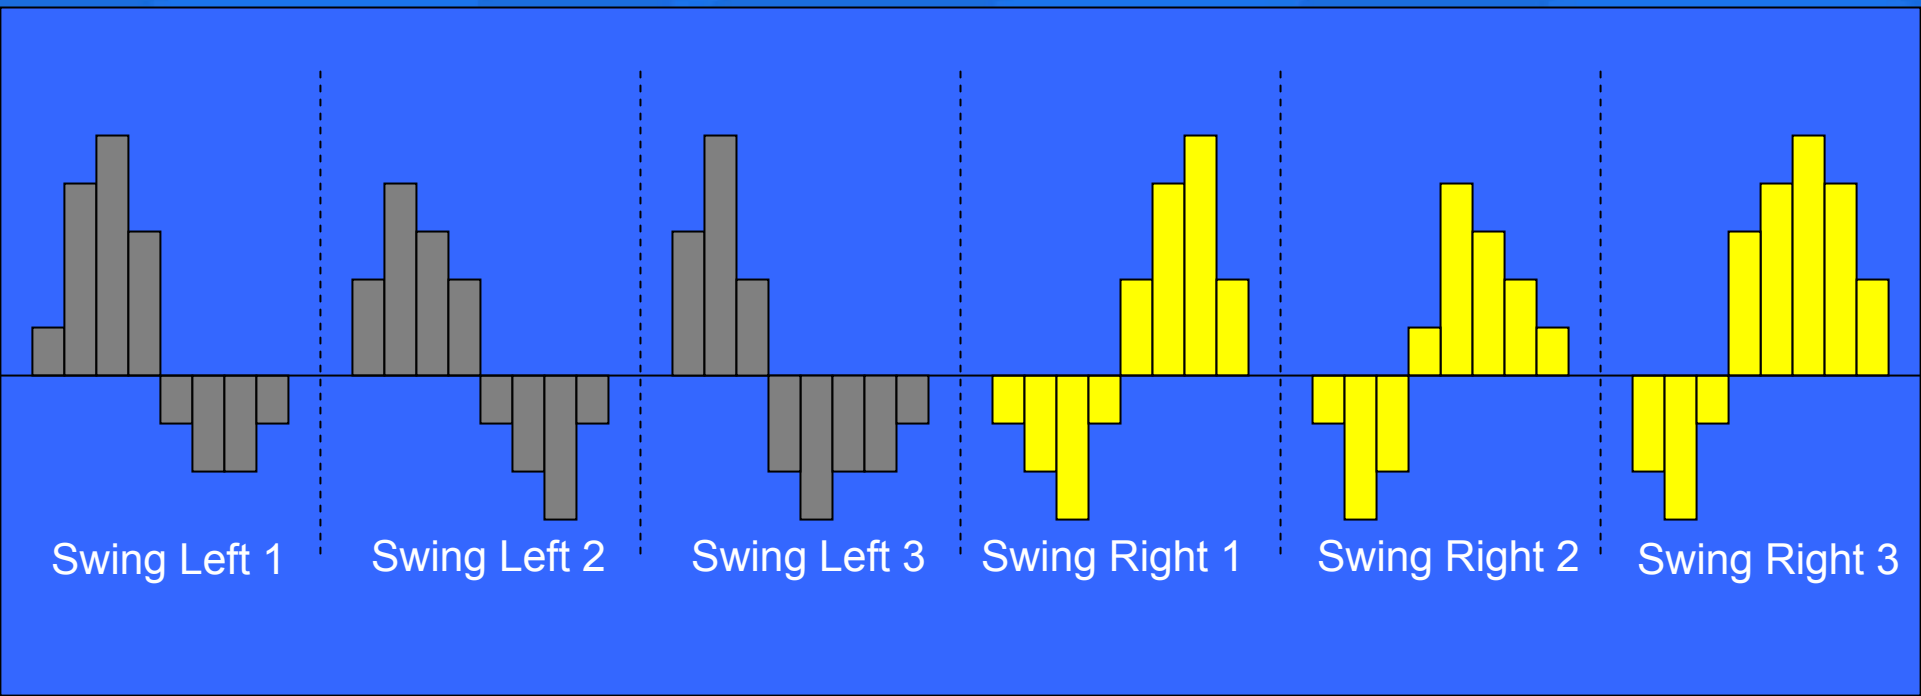 Swing Left 1
Swing Left 2
Swing Left 3
Swing Right 1
Swing Right 2
Swing Right 3